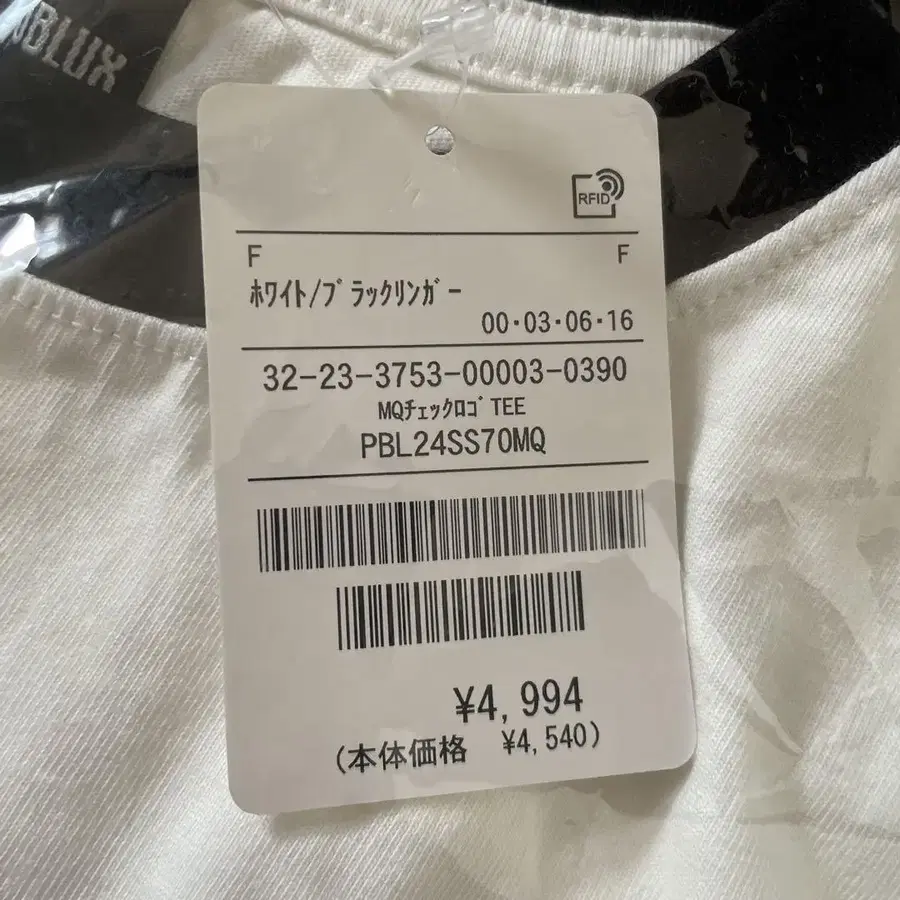 BLUX
RFID
F F
ﾎﾜｲﾄ/ﾌﾞﾗｯｸﾘﾝｶﾞｰ
00・03・06・16
32-23-3753-00003-0390
MQﾁｪｯｸﾛｺﾞTEE
PBL24SS70MQ
¥4,994
(本体価格 ¥4,540)